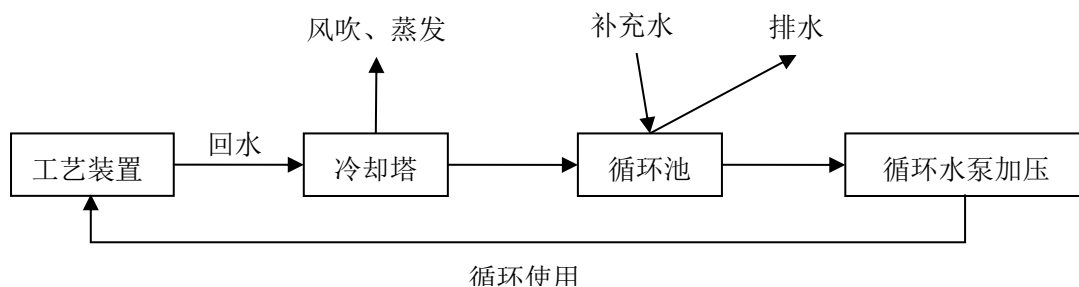 风吹、蒸发
补充水
排水
回水
工艺装置
冷却塔
循环池
循环水泵加压
循环使用